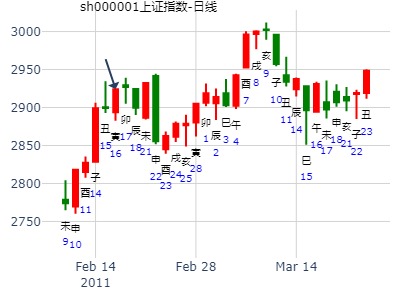 sh000001上证指数-日线
3000
2950
2900
2850
2800
2750
未 9
申 10
酉 11
子 14
丑 15
寅 16
卯 17
辰 18
未 21
申 22
酉 23
戌 24
亥 25
寅 28
卯 1
辰 2
巳 3
午 4
酉 7
戌 8
亥 9
子 10
丑 11
辰 14
巳 15
午 16
未 17
申 18
亥 21
子 22
丑 23
Feb 14
2011
Feb 28
Mar 14